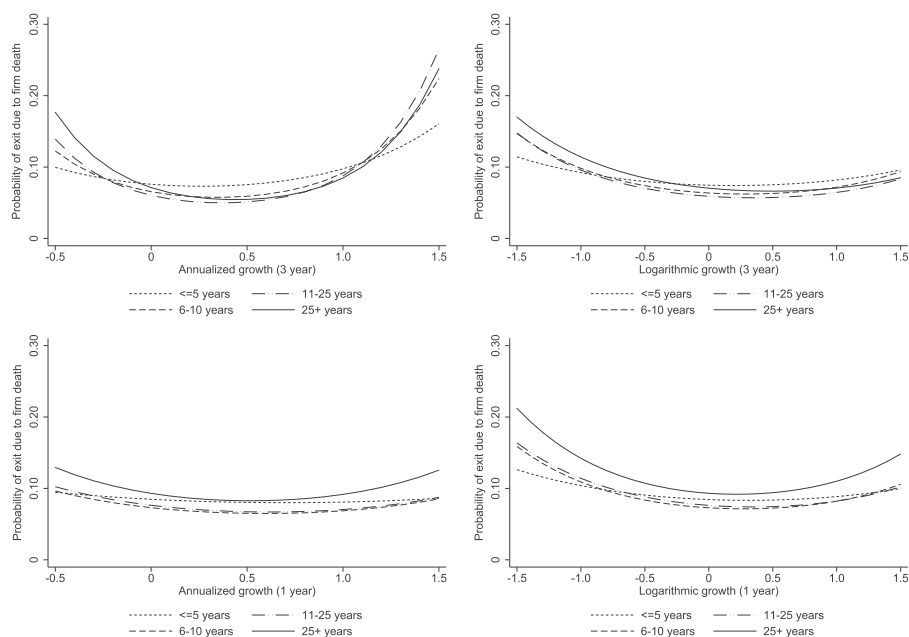 Probability of exit due to firm death
0.30
0.20
0.10
0
-0.5 0 0.5 1.0 1.5
Annualized growth (3 year)
<=5 years 11-25 years
6-10 years 25+ years
Probability of exit due to firm death
0.30
0.20
0.10
0
-1.5 -1.0 -0.5 0 0.5 1.0 1.5
Logarithmic growth (3 year)
<=5 years 11-25 years
6-10 years 25+ years
Probability of exit due to firm death
0.30
0.20
0.10
0
-0.5 0 0.5 1.0 1.5
Annualized growth (1 year)
<=5 years 11-25 years
6-10 years 25+ years
Probability of exit due to firm death
0.30
0.20
0.10
0
-1.5 -1.0 -0.5 0 0.5 1.0 1.5
Logarithmic growth (1 year)
<=5 years 11-25 years
6-10 years 25+ years